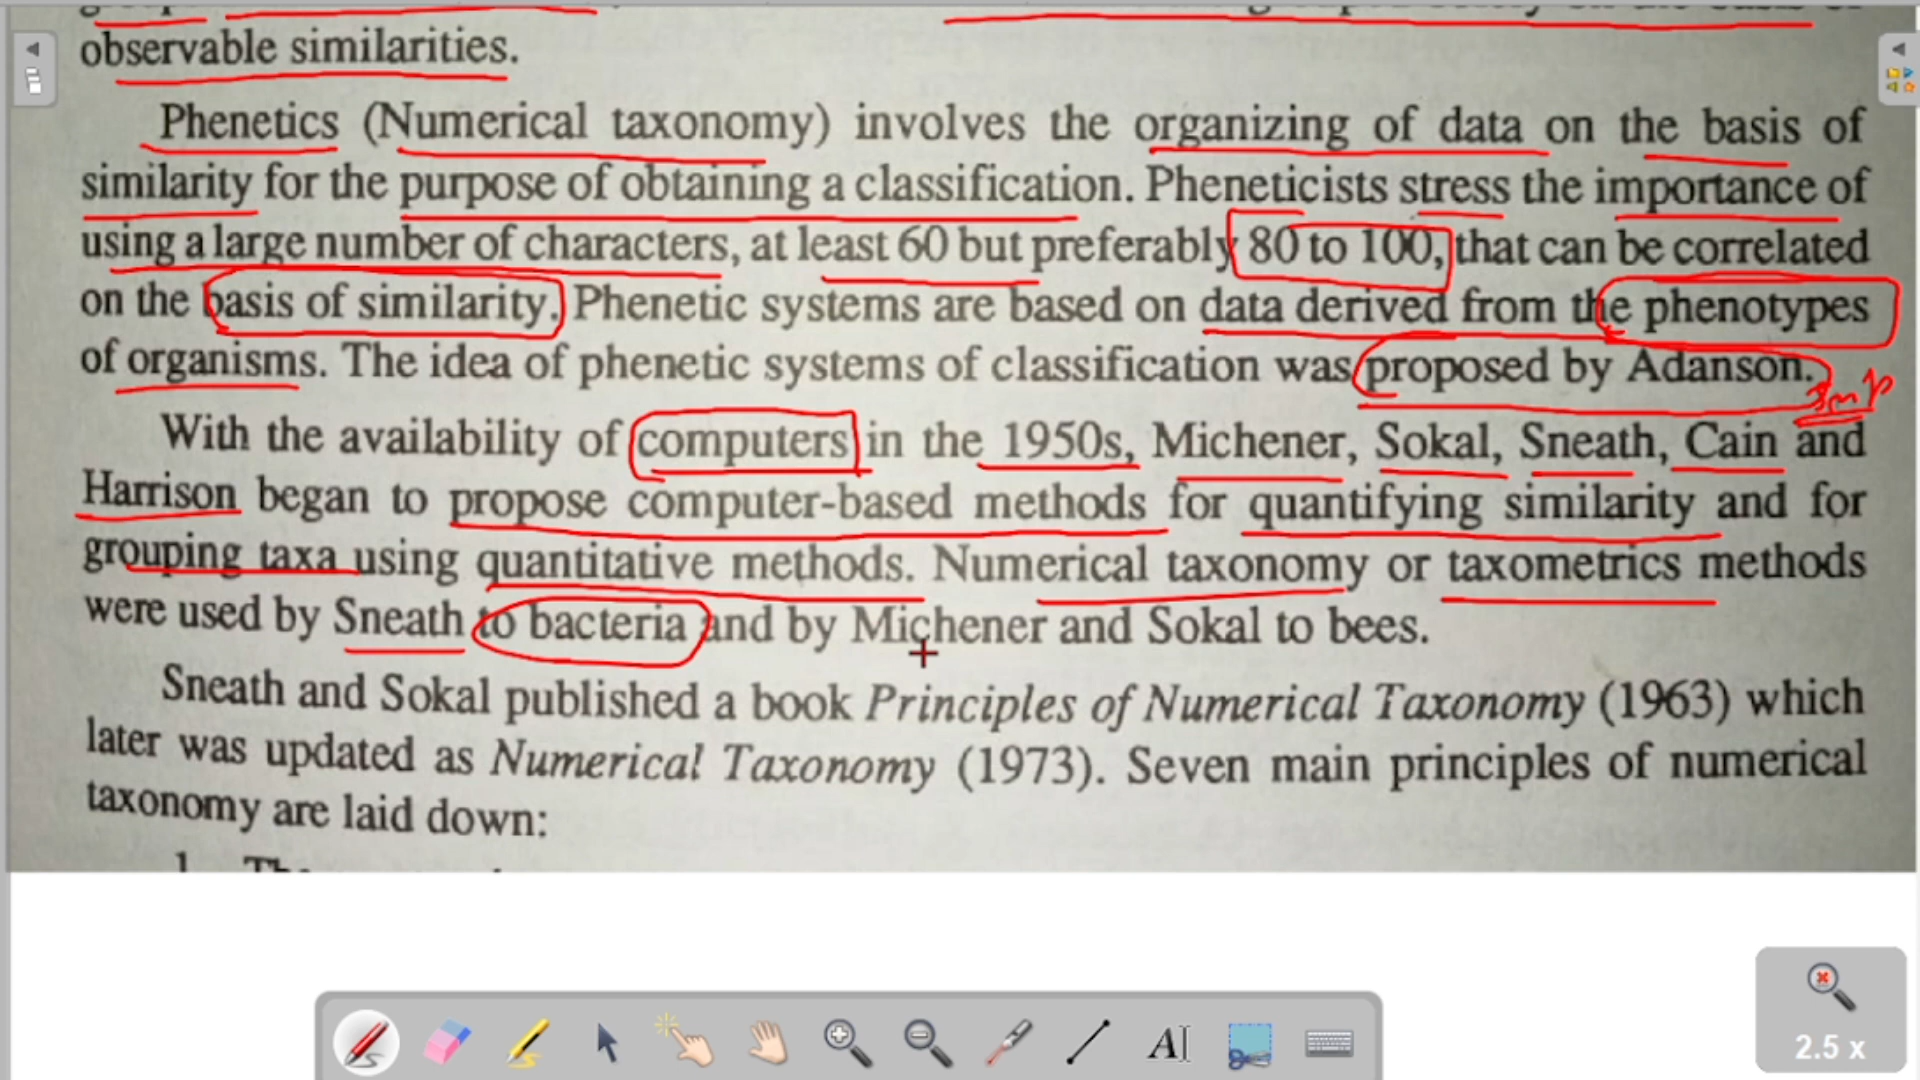 observable similarities.
Phenetics (Numerical taxonomy) involves the organizing of data on the basis of
similarity for the purpose of obtaining a classification. Pheneticists stress the importance of
using a large number of characters, at least 60 but preferably 80 to 100, that can be correlated
on the basis of similarity. Phenetic systems are based on data derived from the phenotypes
of organisms. The idea of phenetic systems of classification was proposed by Adanson.
Imp
With the availability of computers in the 1950s, Michener, Sokal, Sneath, Cain and
Harrison began to propose computer-based methods for quantifying similarity and for
grouping taxa using quantitative methods. Numerical taxonomy or taxometrics methods
were used by Sneath to bacteria and by Michener and Sokal to bees.
Sneath and Sokal published a book Principles of Numerical Taxonomy (1963) which
later was updated as Numerical Taxonomy (1973). Seven main principles of numerical
taxonomy are laid down:
2.5 x